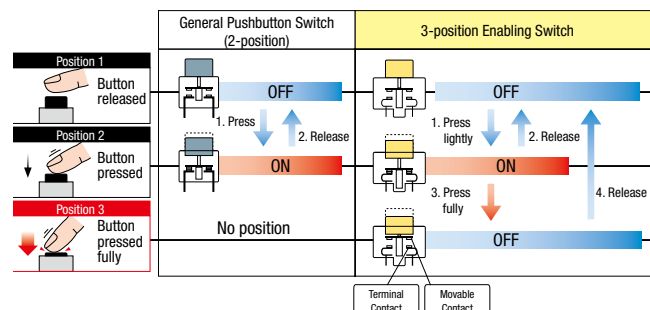 General Pushbutton Switch
(2-position)
3-position Enabling Switch
Position 1
Button
released
OFF
OFF
1. Press
2. Release
1. Press
lightly
2. Release
Position 2
Button
pressed
ON
ON
3. Press
fully
4. Release
Position 3
Button
pressed
fully
No position
OFF
Terminal
Contact
Movable
Contact